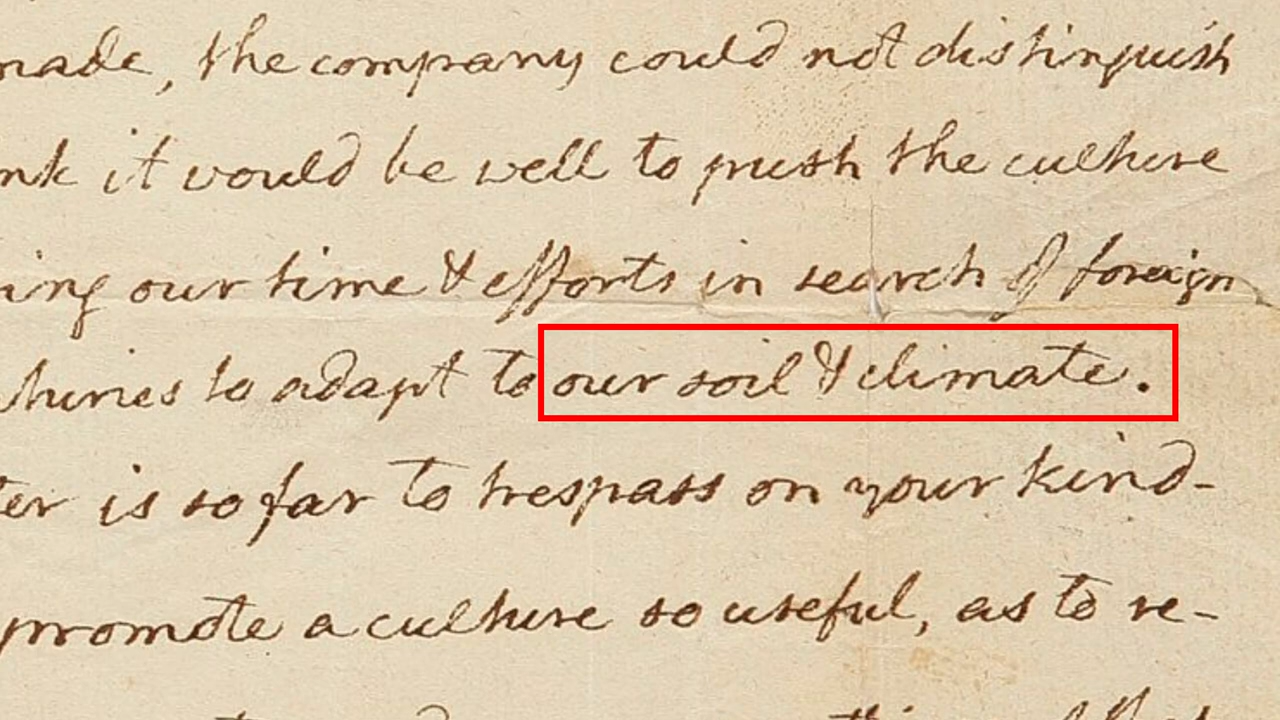 made, the company could not distinguish
nk it would be well to push the culture
ing our time & efforts in search of foreign
to adapt to our soil & climate.
ter is so far to trespass on your kind-
promote a culture so useful, as to re-